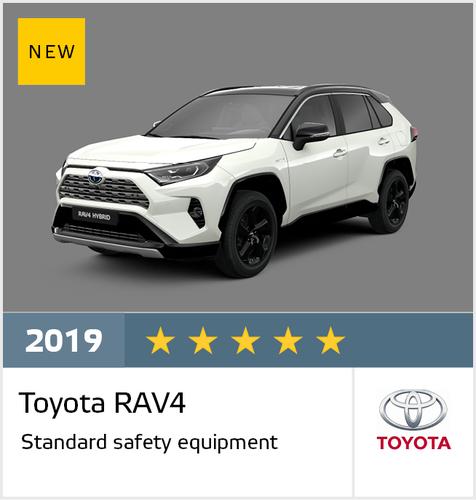 NEW
RAV4 HYBRID
2019
Toyota RAV4
Standard safety equipment
TOYOTA